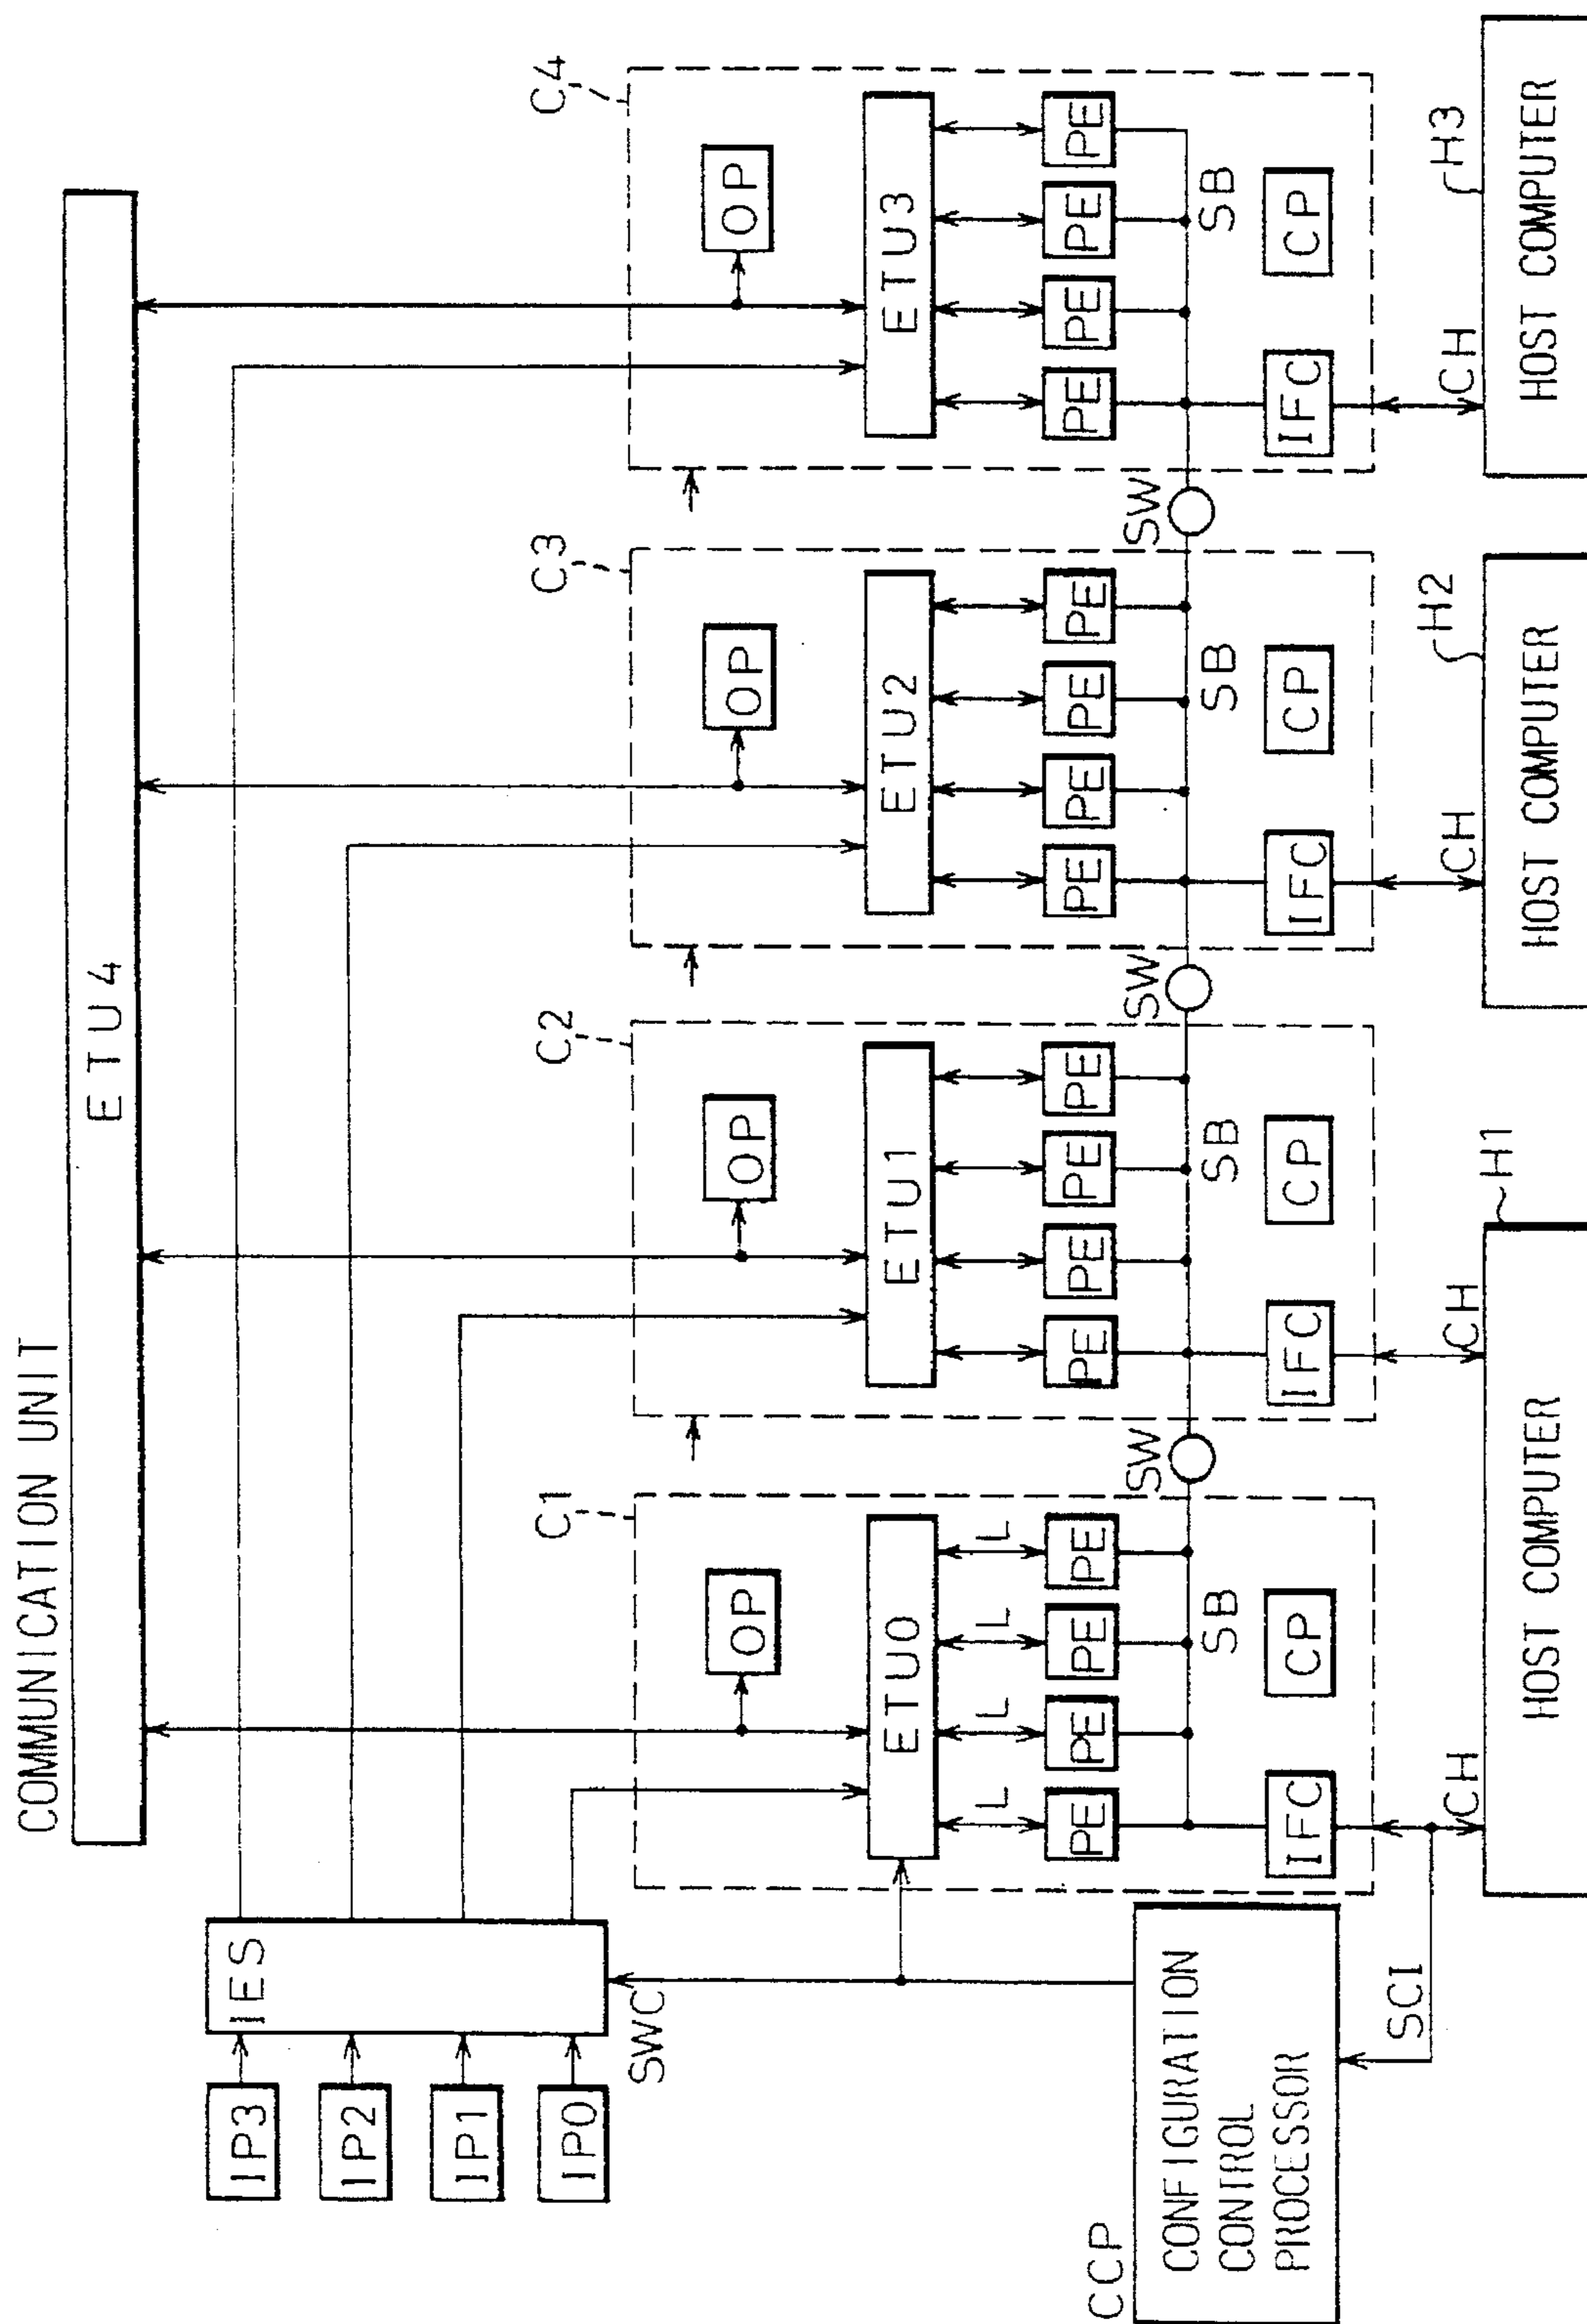 COMMUNICATION UNIT
ETU4
IP3
IP2
IP1
IP0
IES
SWC
CCP
CONFIGURATION
CONTROL
PROCESSOR
SCI
C1
OP
ETU0
L
L
L
L
PE
PE
PE
PE
SB
IFC
CP
CH
SW
C2
OP
ETU1
PE
PE
PE
PE
SB
IFC
CP
CH
HOST COMPUTER
H1
SW
C3
OP
ETU2
PE
PE
PE
PE
SB
IFC
CP
CH
HOST COMPUTER
H2
SW
C4
OP
ETU3
PE
PE
PE
PE
SB
IFC
CP
CH
HOST COMPUTER
H3